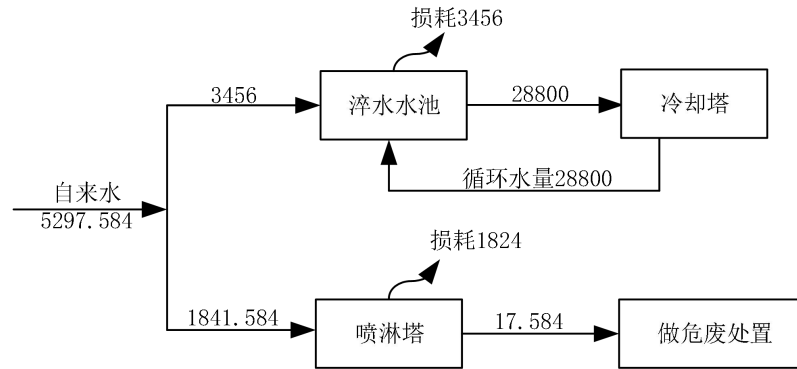 损耗3456
3456
淬水水池
28800
冷却塔
循环水量28800
自来水
5297.584
损耗1824
1841.584
喷淋塔
17.584
做危废处置